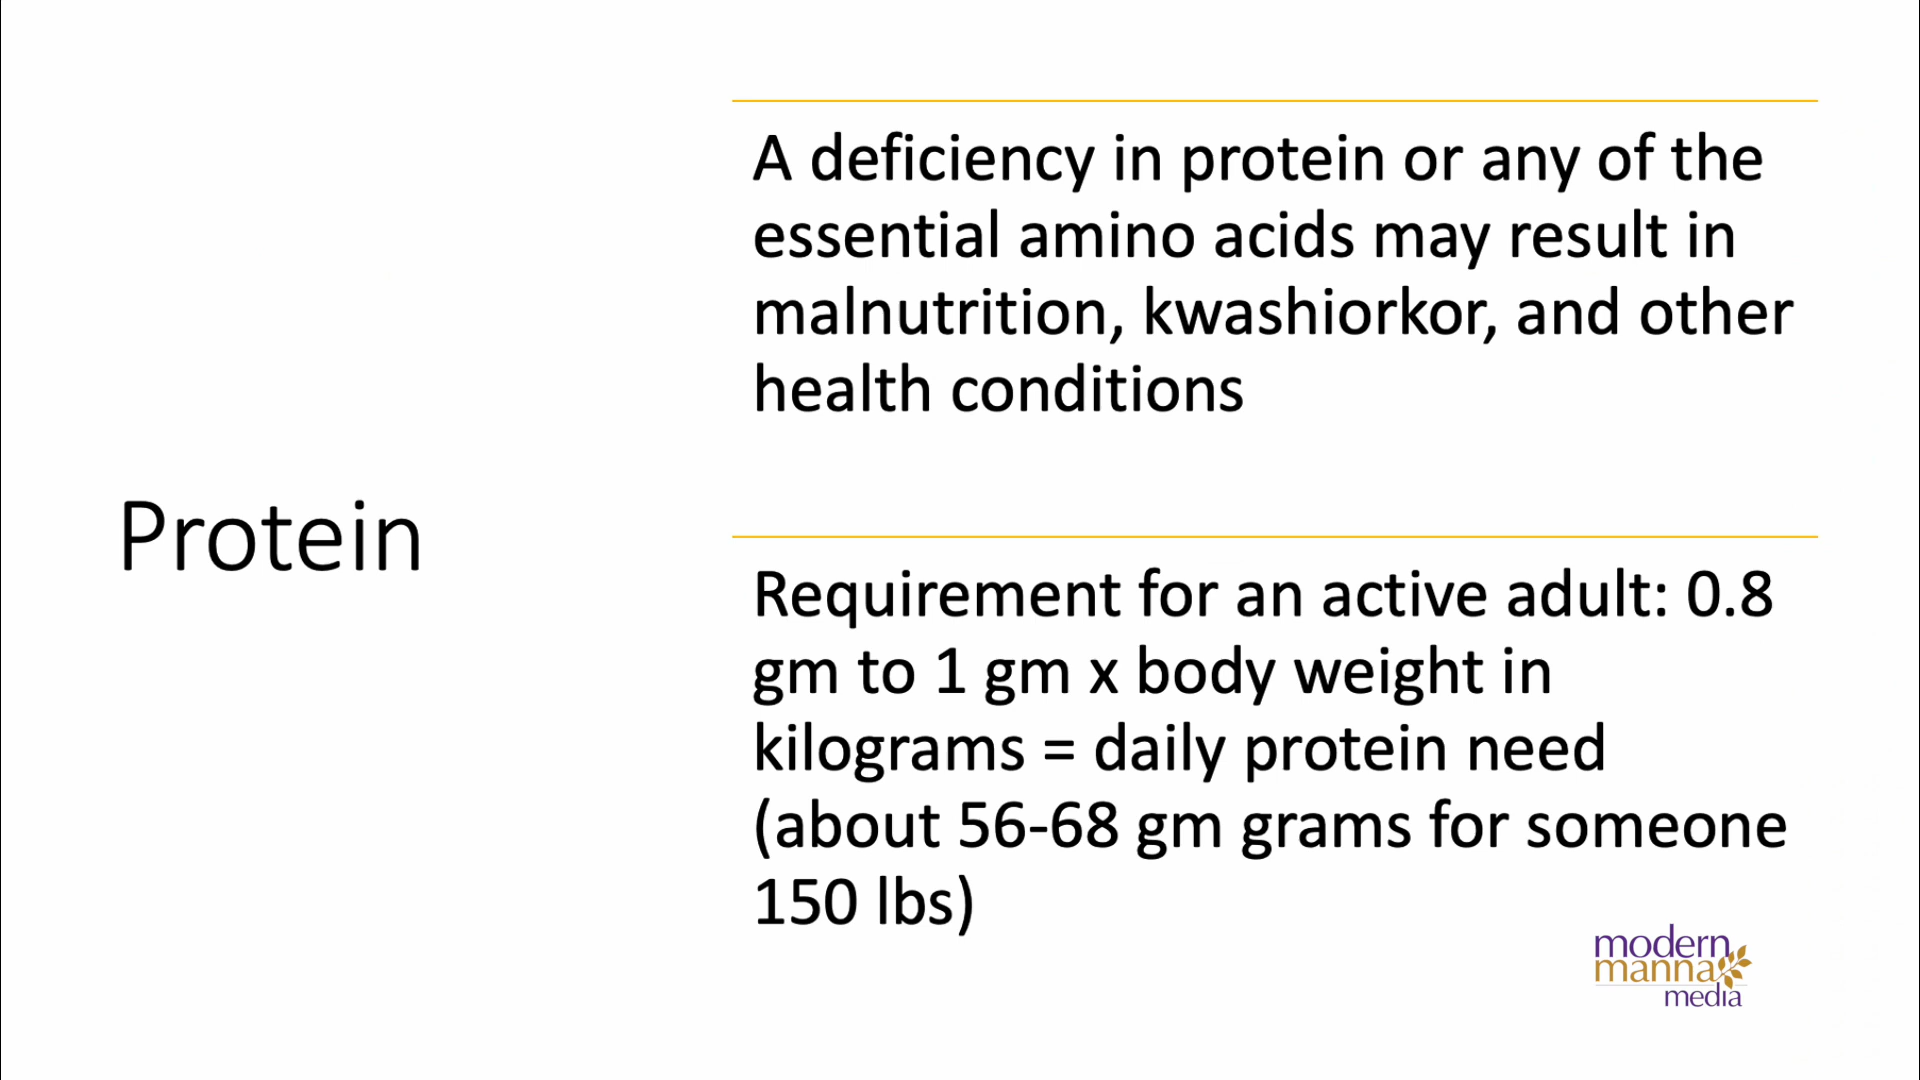 Protein
A deficiency in protein or any of the
essential amino acids may result in
malnutrition, kwashiorkor, and other
health conditions
Requirement for an active adult: 0.8
gm to 1 gm x body weight in
kilograms = daily protein need
(about 56-68 gm grams for someone
150 lbs)
modern
manna
media